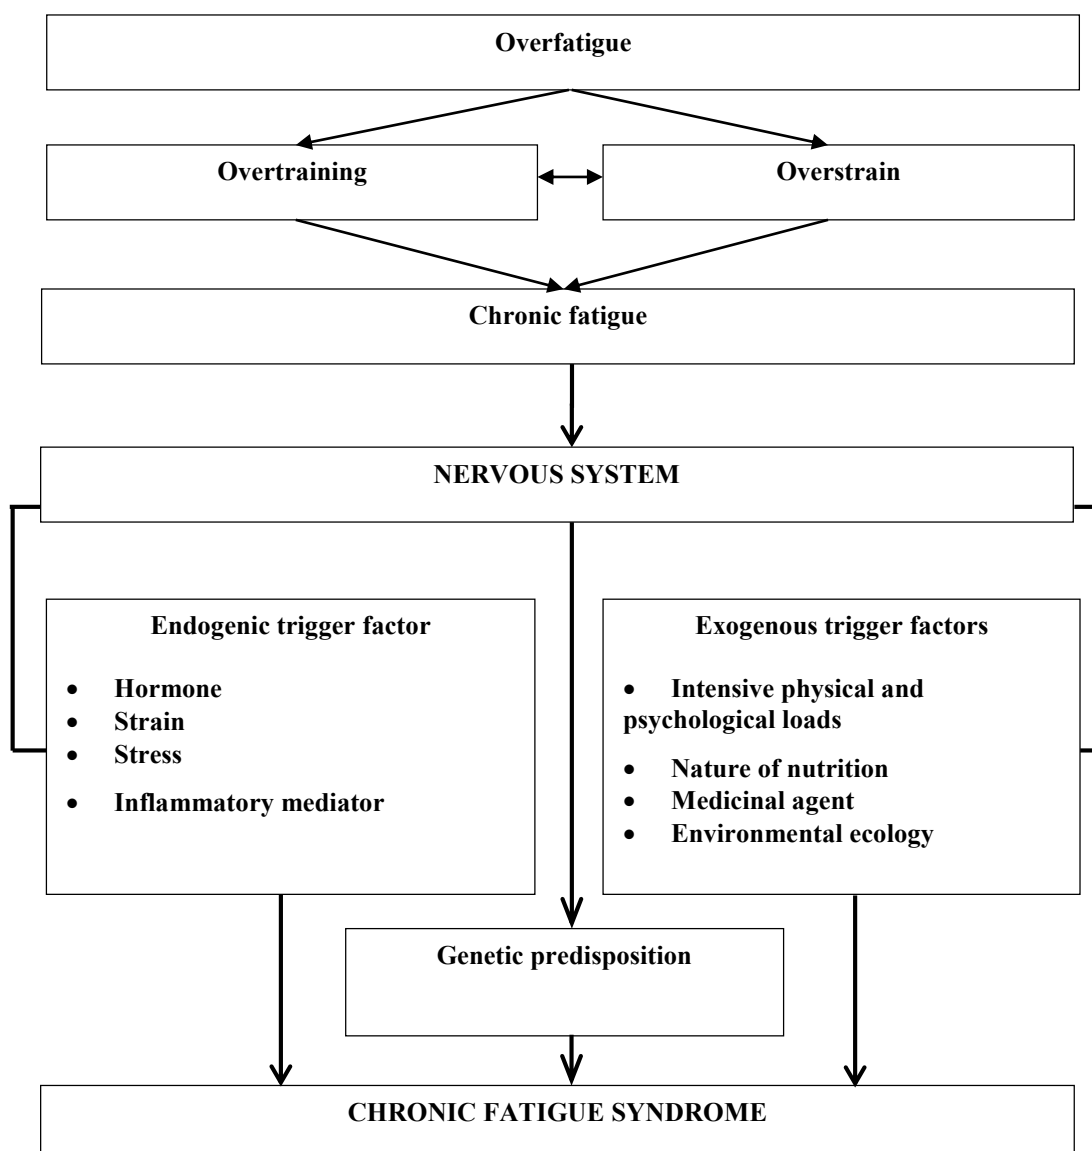 Overfatigue
Overtraining
Overstrain
Chronic fatigue
NERVOUS SYSTEM
Endogenic trigger factor
• Hormone
• Strain
• Stress
• Inflammatory mediator
Exogenous trigger factors
• Intensive physical and
psychological loads
• Nature of nutrition
• Medicinal agent
• Environmental ecology
Genetic predisposition
CHRONIC FATIGUE SYNDROME